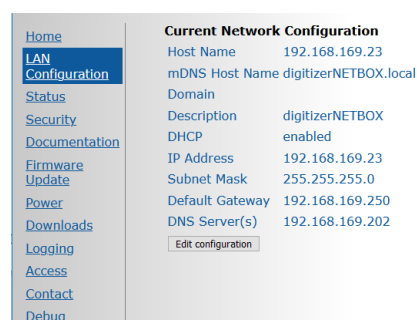 Home
LAN
Configuration
Status
Security
Documentation
Firmware
Update
Power
Downloads
Logging
Access
Contact
Debug
Current Network Configuration
Host Name 192.168.169.23
mDNS Host Name digitizerNETBOX.local
Domain
Description digitizerNETBOX
DHCP enabled
IP Address 192.168.169.23
Subnet Mask 255.255.255.0
Default Gateway 192.168.169.250
DNS Server(s) 192.168.169.202
Edit configuration